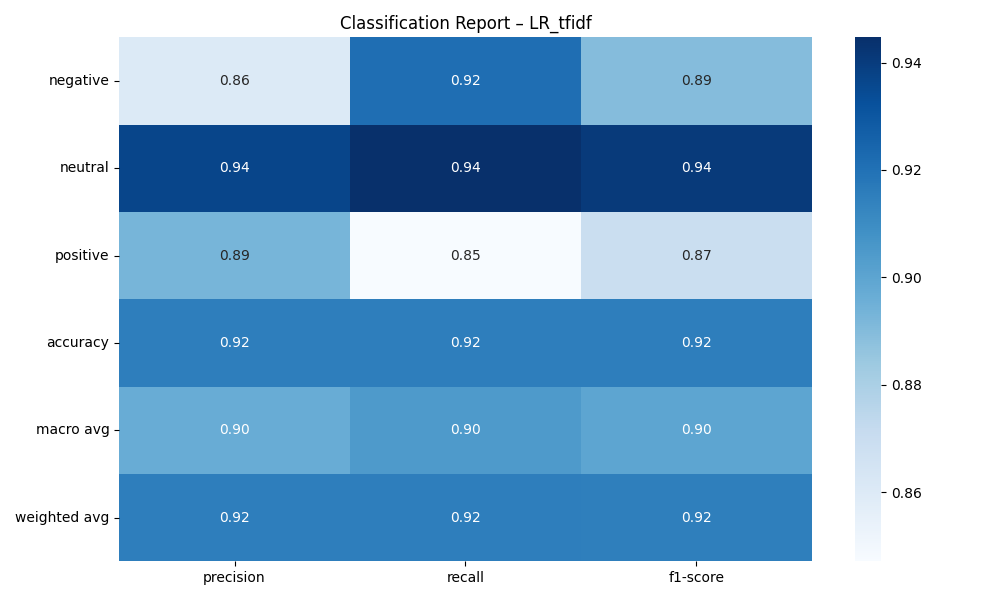 Classification Report – LR_tfidf
negative 0.86 0.92 0.89
neutral 0.94 0.94 0.94
positive 0.89 0.85 0.87
accuracy 0.92 0.92 0.92
macro avg 0.90 0.90 0.90
weighted avg 0.92 0.92 0.92
precision recall f1-score
0.94
0.92
0.90
0.88
0.86